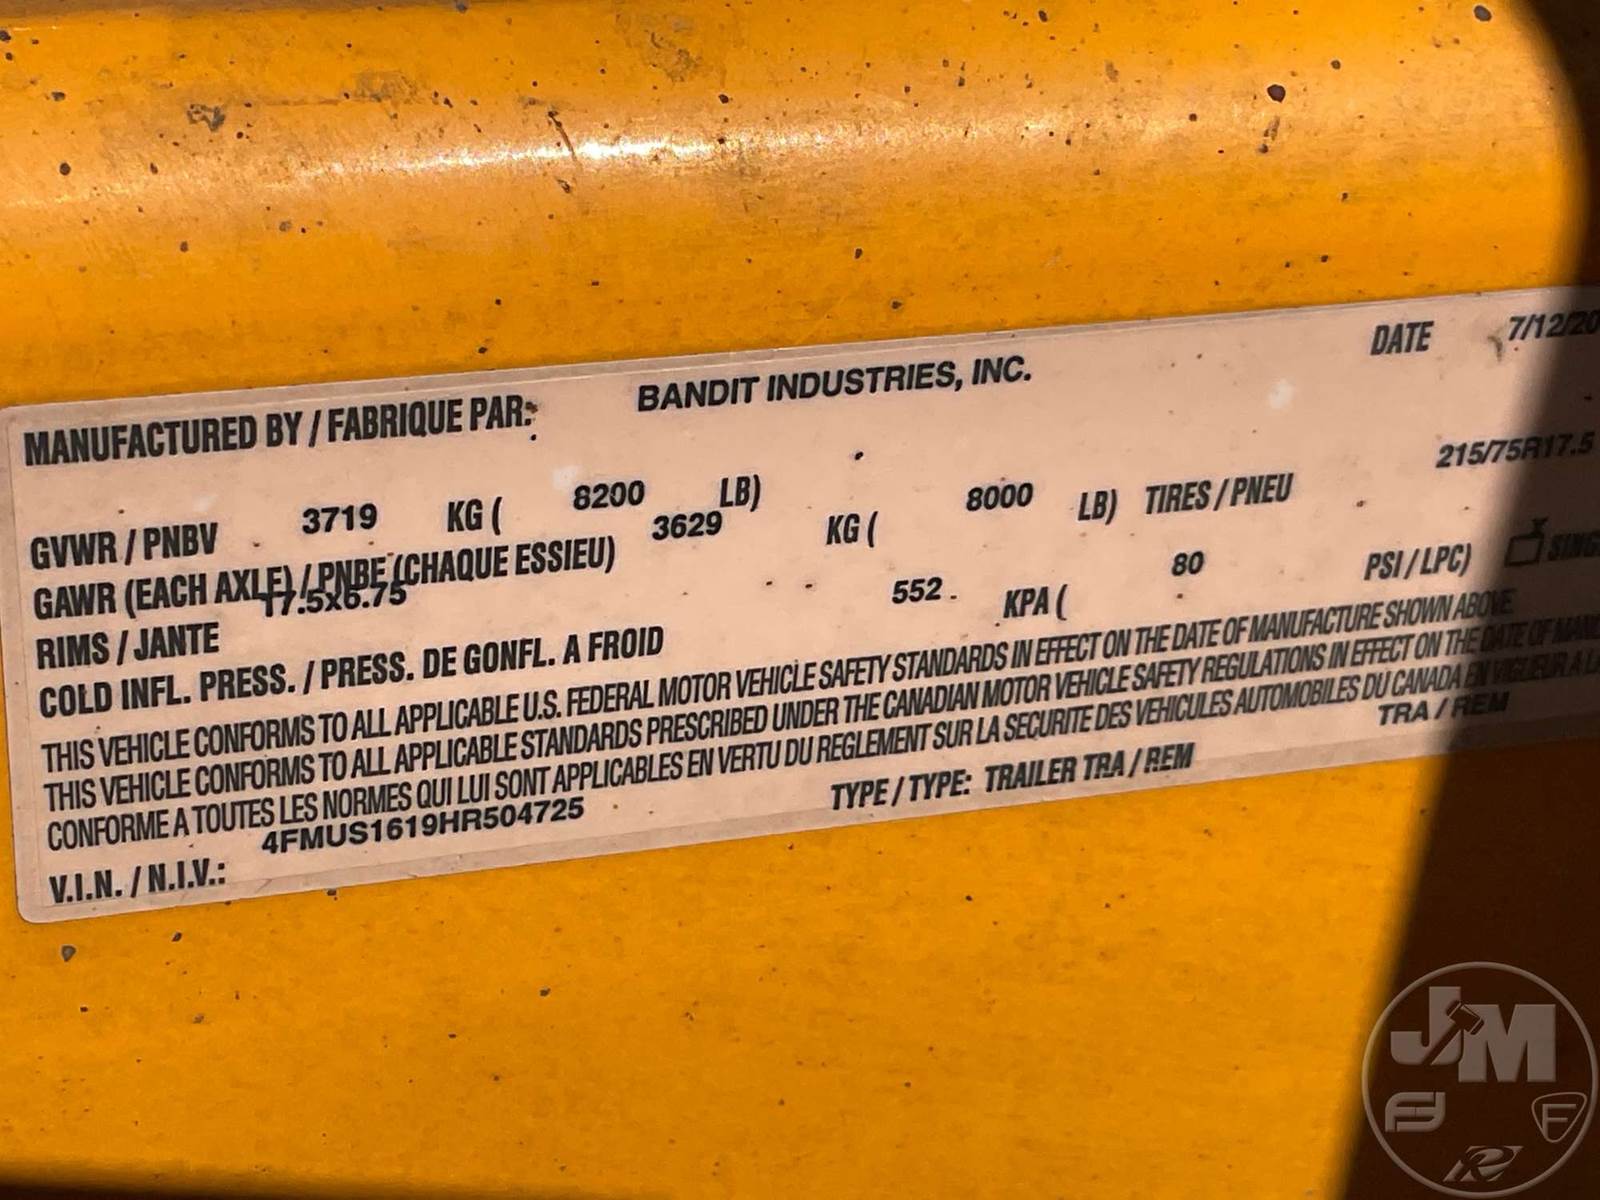 DATE 7/12/20
MANUFACTURED BY / FABRIQUE PAR: BANDIT INDUSTRIES, INC.
GVWR / PNBV 3719 KG ( 8200 LB)
GAWR (EACH AXLE) / PNBE (CHAQUE ESSIEU) 3629 KG ( 8000 LB) TIRES / PNEU 215/75R17.5
RIMS / JANTE 17.5x6.75
COLD INFL. PRESS. / PRESS. DE GONFL. A FROID 552 KPA ( 80 PSI / LPC) X SING
THIS VEHICLE CONFORMS TO ALL APPLICABLE U.S. FEDERAL MOTOR VEHICLE SAFETY STANDARDS IN EFFECT ON THE DATE OF MANUFACTURE SHOWN ABOVE
THIS VEHICLE CONFORMS TO ALL APPLICABLE STANDARDS PRESCRIBED UNDER THE CANADIAN MOTOR VEHICLE SAFETY REGULATIONS IN EFFECT ON THE DATE OF MAN
CONFORME A TOUTES LES NORMES QUI LUI SONT APPLICABLES EN VERTU DU REGLEMENT SUR LA SECURITE DES VEHICULES AUTOMOBILES DU CANADA EN VIGUEUR A L
V.I.N. / N.I.V.: 4FMUS1619HR504725 TYPE / TYPE: TRAILER TRA / REM TRA / REM
JM